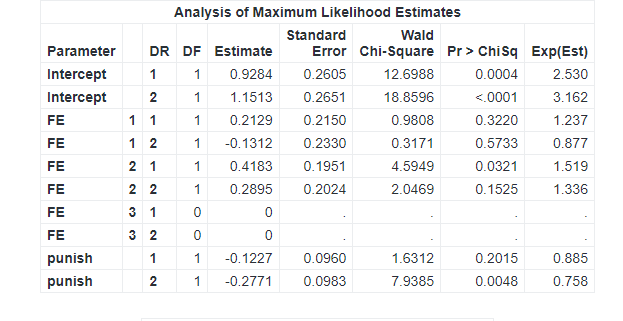 Analysis of Maximum Likelihood Estimates
Parameter DR DF Estimate Standard Error Wald Chi-Square Pr > ChiSq Exp(Est)
Intercept 1 1 0.9284 0.2605 12.6988 0.0004 2.530
Intercept 2 1 1.1513 0.2651 18.8596 <.0001 3.162
FE 1 1 1 0.2129 0.2150 0.9808 0.3220 1.237
FE 1 2 1 -0.1312 0.2330 0.3171 0.5733 0.877
FE 2 1 1 0.4183 0.1951 4.5949 0.0321 1.519
FE 2 2 1 0.2895 0.2024 2.0469 0.1525 1.336
FE 3 1 0 0 . . . .
FE 3 2 0 0 . . . .
punish 1 1 -0.1227 0.0960 1.6312 0.2015 0.885
punish 2 1 -0.2771 0.0983 7.9385 0.0048 0.758